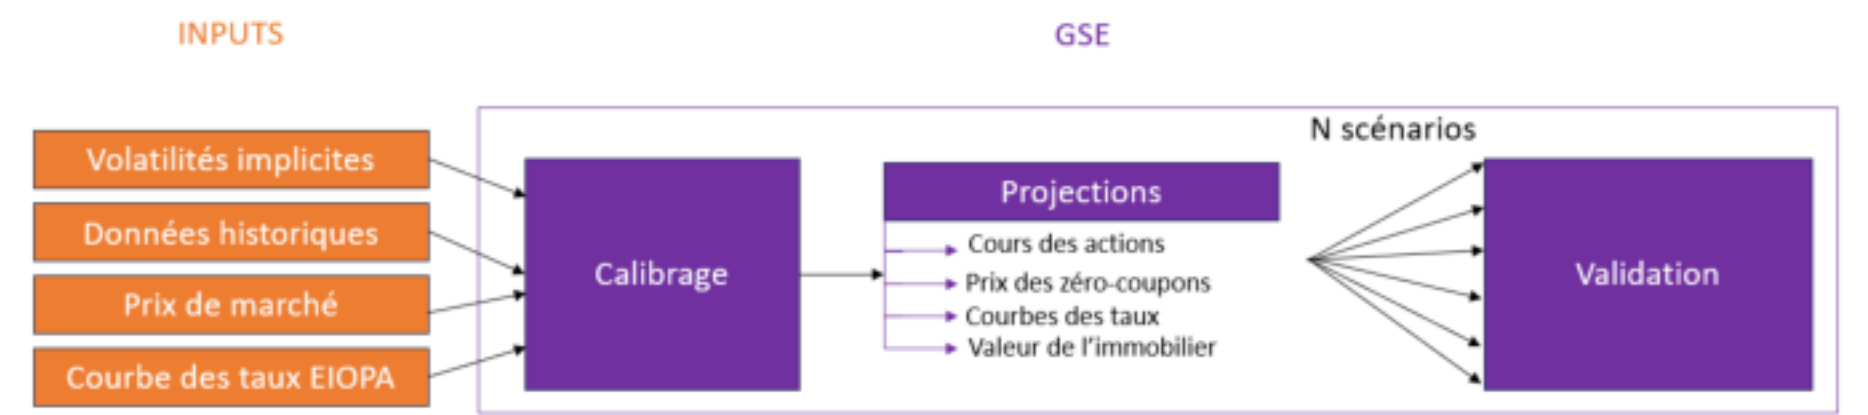 INPUTS
GSE
Volatilités implicites
Données historiques
Prix de marché
Courbe des taux EIOPA
Calibrage
Projections
Cours des actions
Prix des zéro-coupons
Courbes des taux
Valeur de l'immobilier
N scénarios
Validation